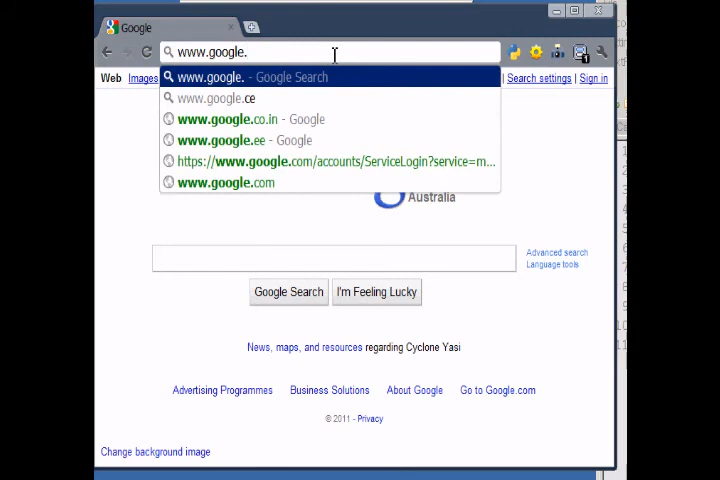 Google
www.google.
www.google. - Google Search
www.google.ce
www.google.co.in - Google
www.google.ee - Google
https://www.google.com/accounts/ServiceLogin?service=m...
www.google.com
1
Web Images
Search settings Sign in
Australia
Advanced search
Language tools
Google Search I'm Feeling Lucky
News, maps, and resources regarding Cyclone Yasi
Advertising Programmes Business Solutions About Google Go to Google.com
© 2011 - Privacy
Change background image